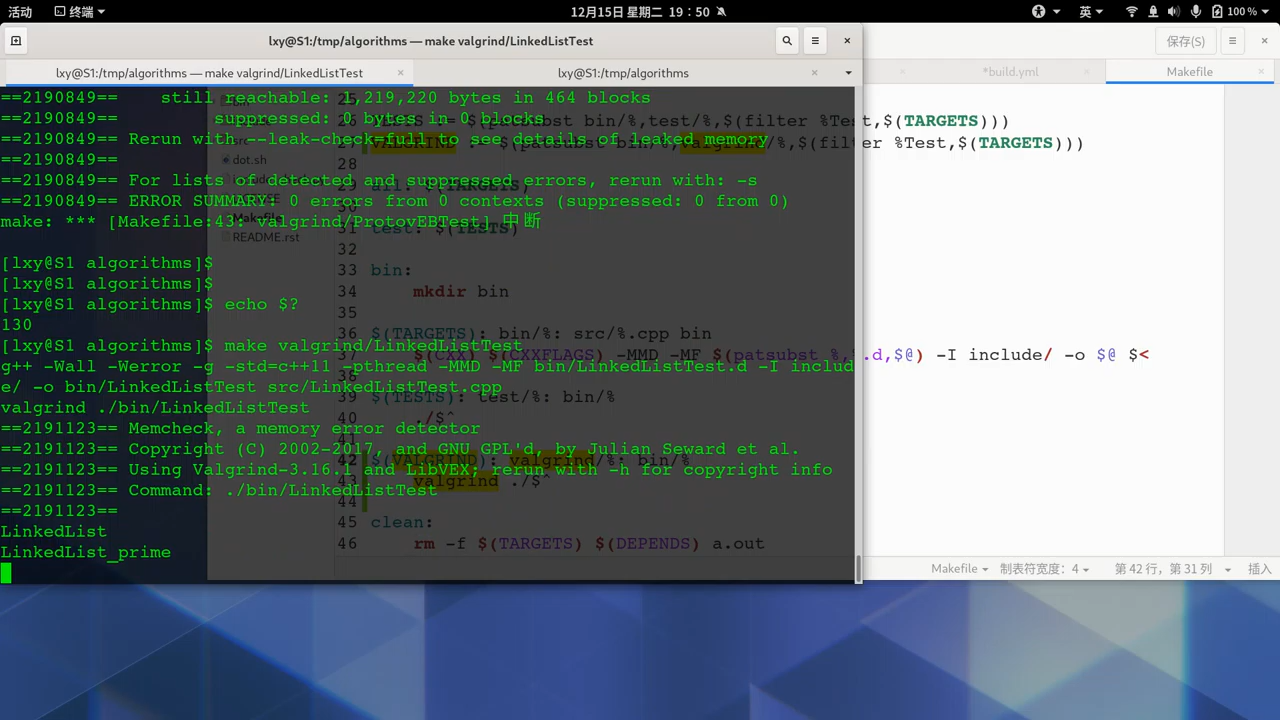 活动 终端 12月15日 星期二 19:50 英 100%
lxy@S1:/tmp/algorithms — make valgrind/LinkedListTest 保存(S)
lxy@S1:/tmp/algorithms — make valgrind/LinkedListTest lxy@S1:/tmp/algorithms *build.yml Makefile
==2190849== still reachable: 1,219,220 bytes in 464 blocks
25
==2190849== suppressed: 0 bytes in 0 blocks
$(patsubst bin/%,test/%,$(filter %Test,$(TARGETS)))
==2190849== Rerun with --leak-check=full to see details of leaked memory
27 VALGRIND := $(patsubst bin/%,valgrind/%,$(filter %Test,$(TARGETS)))
==2190849==
dot.sh
28
==2190849== For lists of detected and suppressed errors, rerun with: -s
29 all: $(TARGETS)
==2190849== ERROR SUMMARY: 0 errors from 0 contexts (suppressed: 0 from 0)
make: *** [Makefile:43: valgrind/ProtovEBTest] 中断
31 test: $(TESTS)
README.rst
32
[lxy@S1 algorithms]$
33 bin:
[lxy@S1 algorithms]$
34 mkdir bin
[lxy@S1 algorithms]$ echo $?
35
130
36 $(TARGETS): bin/%: src/%.cpp bin
[lxy@S1 algorithms]$ make valgrind/LinkedListTest
37 $(CXX) $(CXXFLAGS) -MMD -MF $(patsubst %,%.d,$@) -I include/ -o $@ $<
g++ -Wall -Werror -g -std=c++11 -pthread -MMD -MF bin/LinkedListTest.d -I includ
e/ -o bin/LinkedListTest src/LinkedListTest.cpp
39 $(TESTS): test/%: bin/%
valgrind ./bin/LinkedListTest
40 ./$^
==2191123== Memcheck, a memory error detector
41
==2191123== Copyright (C) 2002-2017, and GNU GPL'd, by Julian Seward et al.
42 $(VALGRIND): valgrind/%: bin/%
==2191123== Using Valgrind-3.16.1 and LibVEX; rerun with -h for copyright info
43 valgrind ./$^
==2191123== Command: ./bin/LinkedListTest
44
==2191123==
45 clean:
LinkedList
46 rm -f $(TARGETS) $(DEPENDS) a.out
LinkedList_prime
Makefile 制表符宽度：4 第 42 行，第 31 列 插入